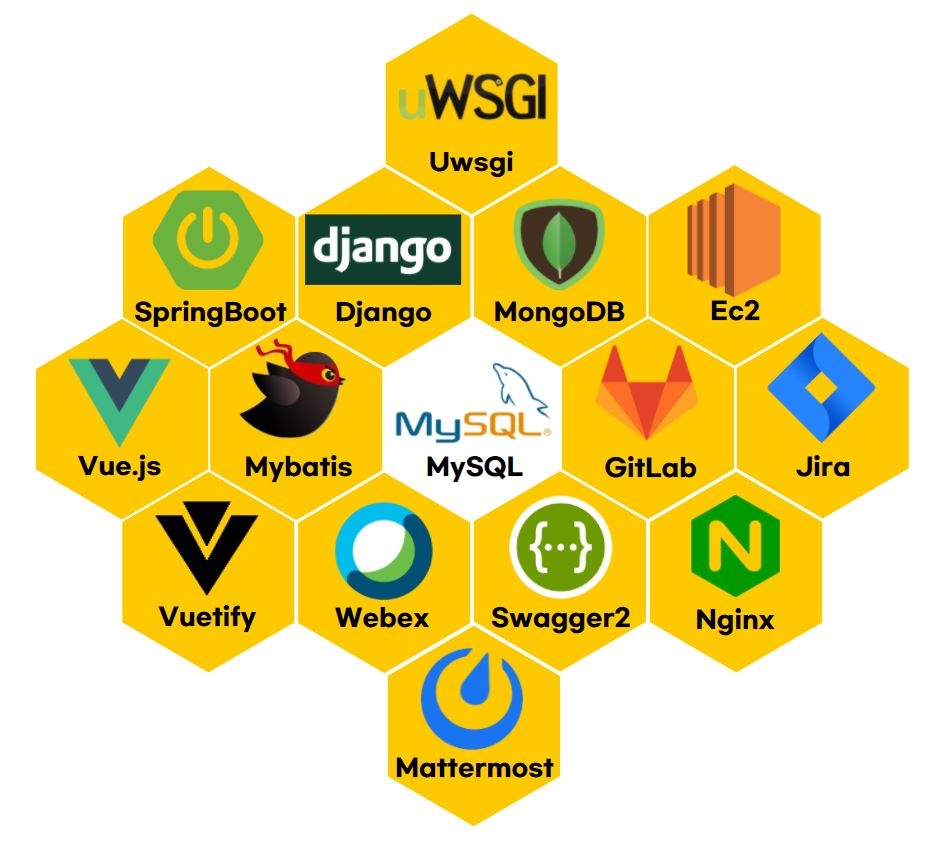 uWSGI
Uwsgi
SpringBoot
django
Django
MongoDB
Ec2
Vue.js
Mybatis
MySQL®
MySQL
GitLab
Jira
Vuetify
Webex
{···}
Swagger2
N
Nginx
Mattermost